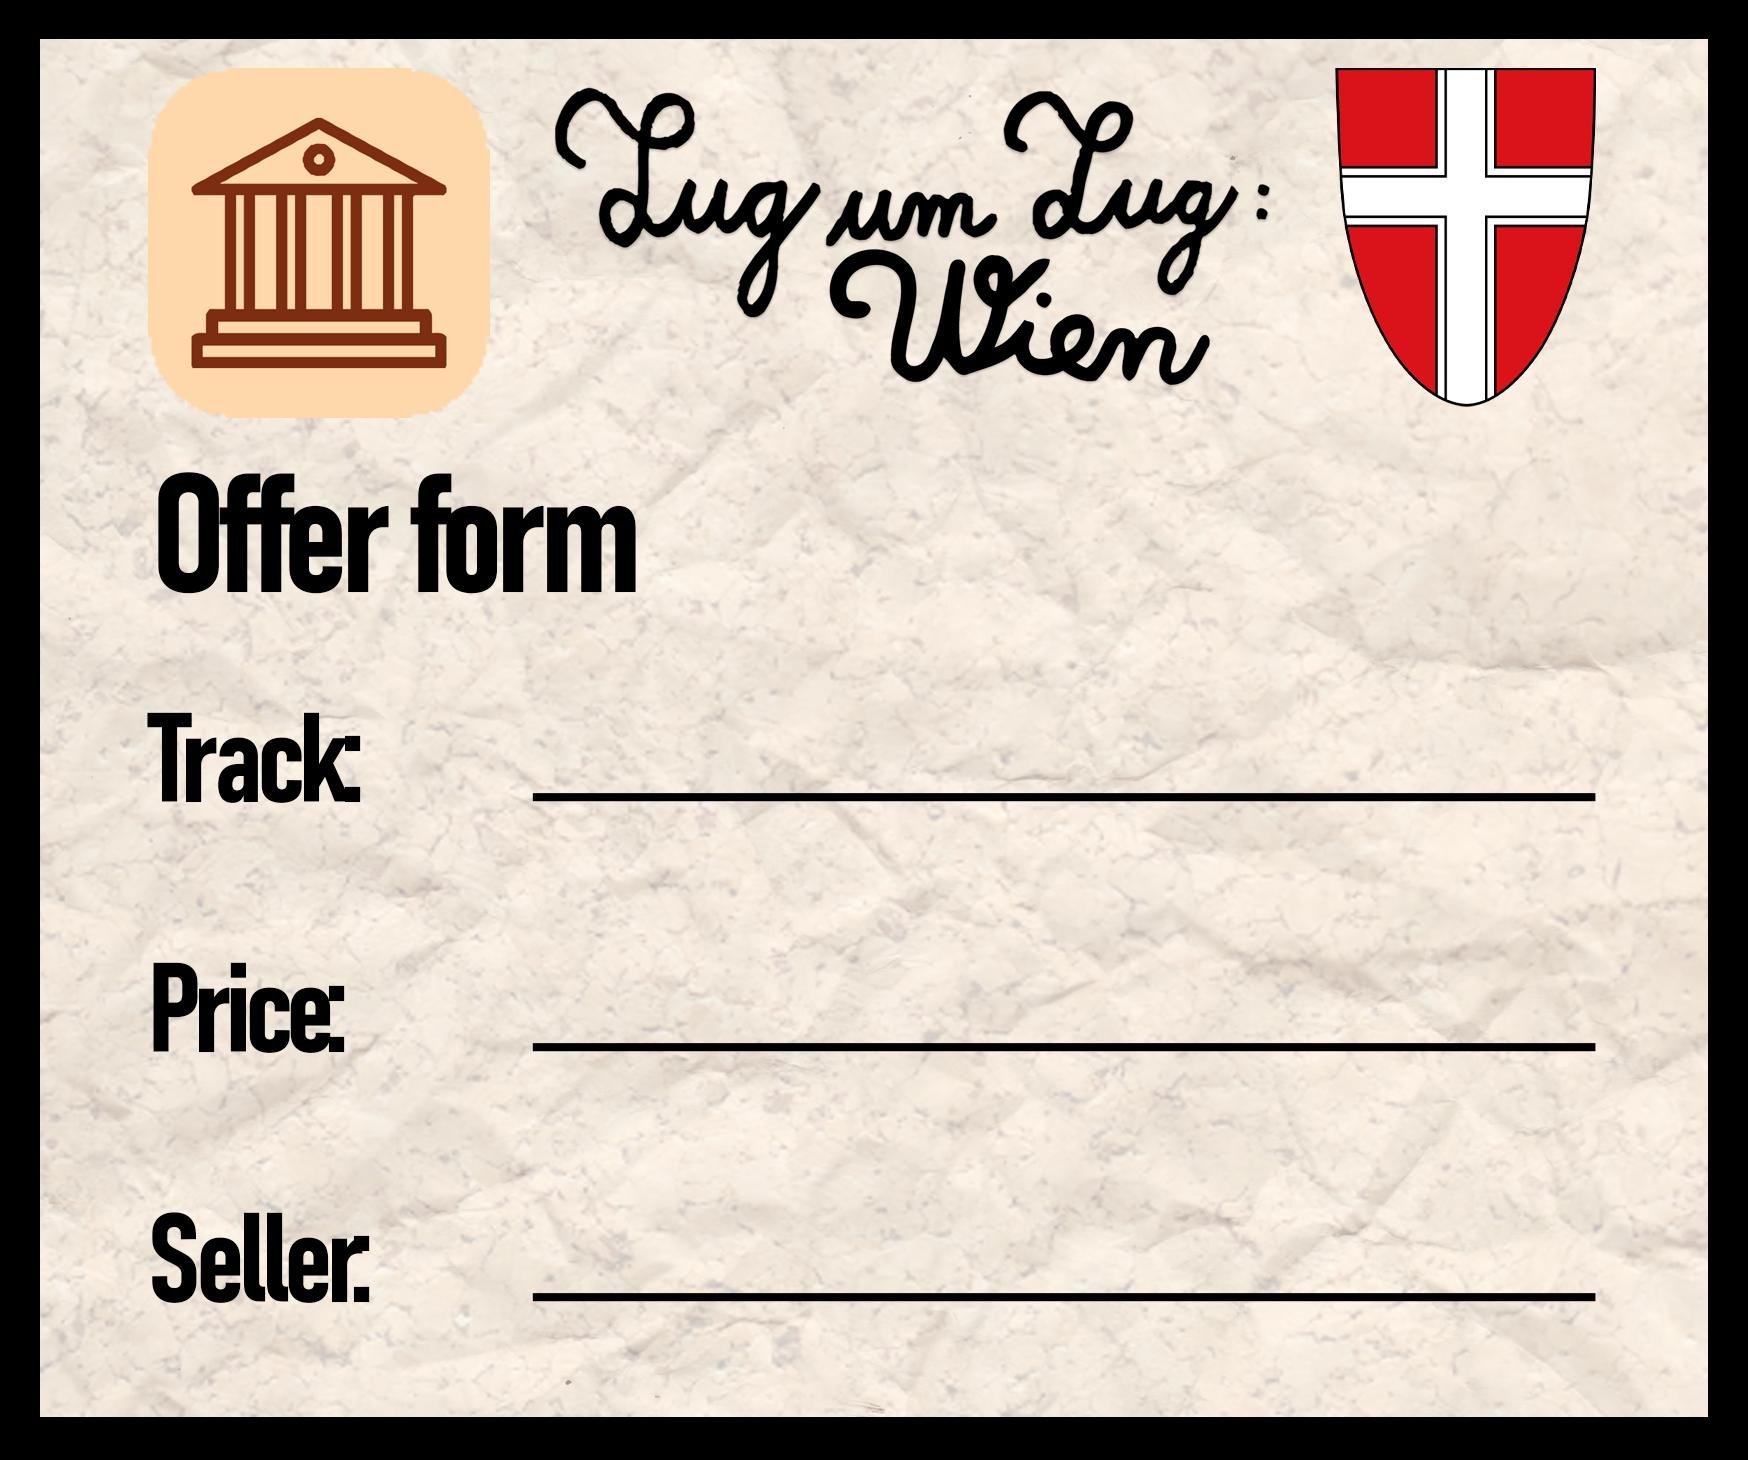 Zug um Zug:
Wien
Offer form
Track:
Price:
Seller: